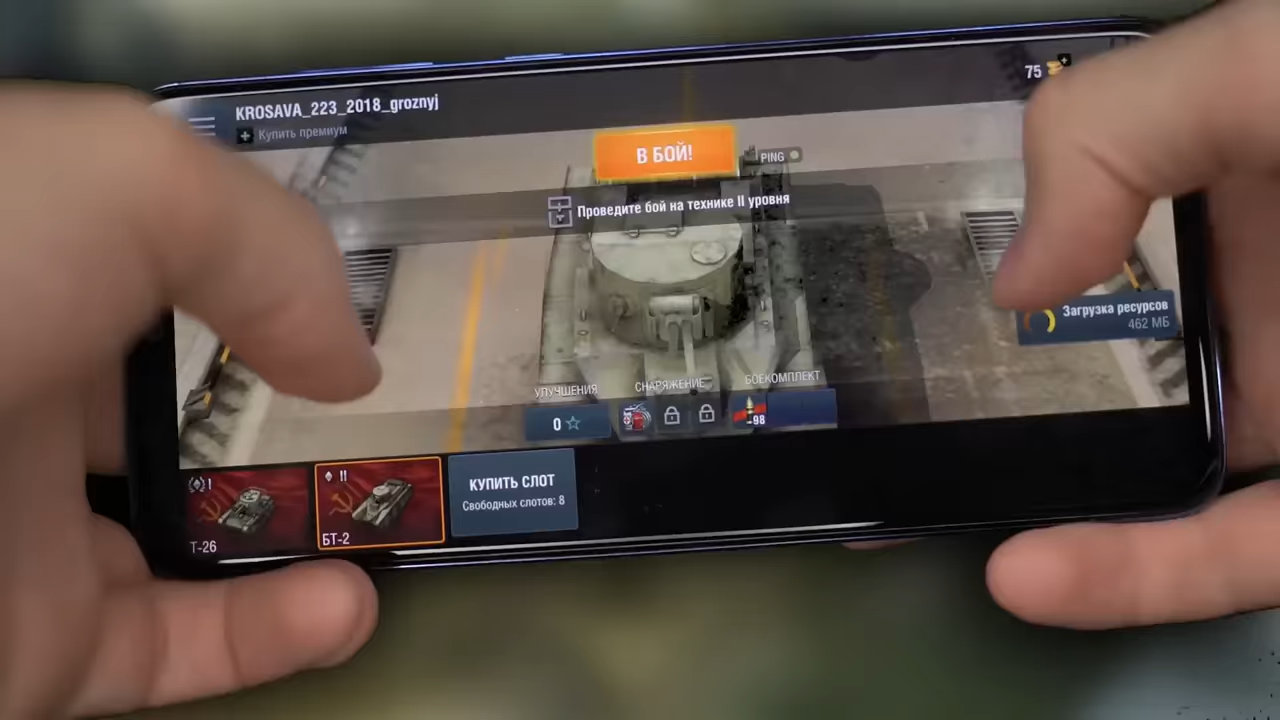 KROSAVA_223_2018_groznyj
Купить премиум
75
В БОЙ!
PING
Проведите бой на технике II уровня
Загрузка ресурсов
462 МБ
УЛУЧШЕНИЯ
СНАРЯЖЕНИЕ
БОЕКОМПЛЕКТ
0
98
I
II
КУПИТЬ СЛОТ
Свободных слотов: 8
Т-26
БТ-2